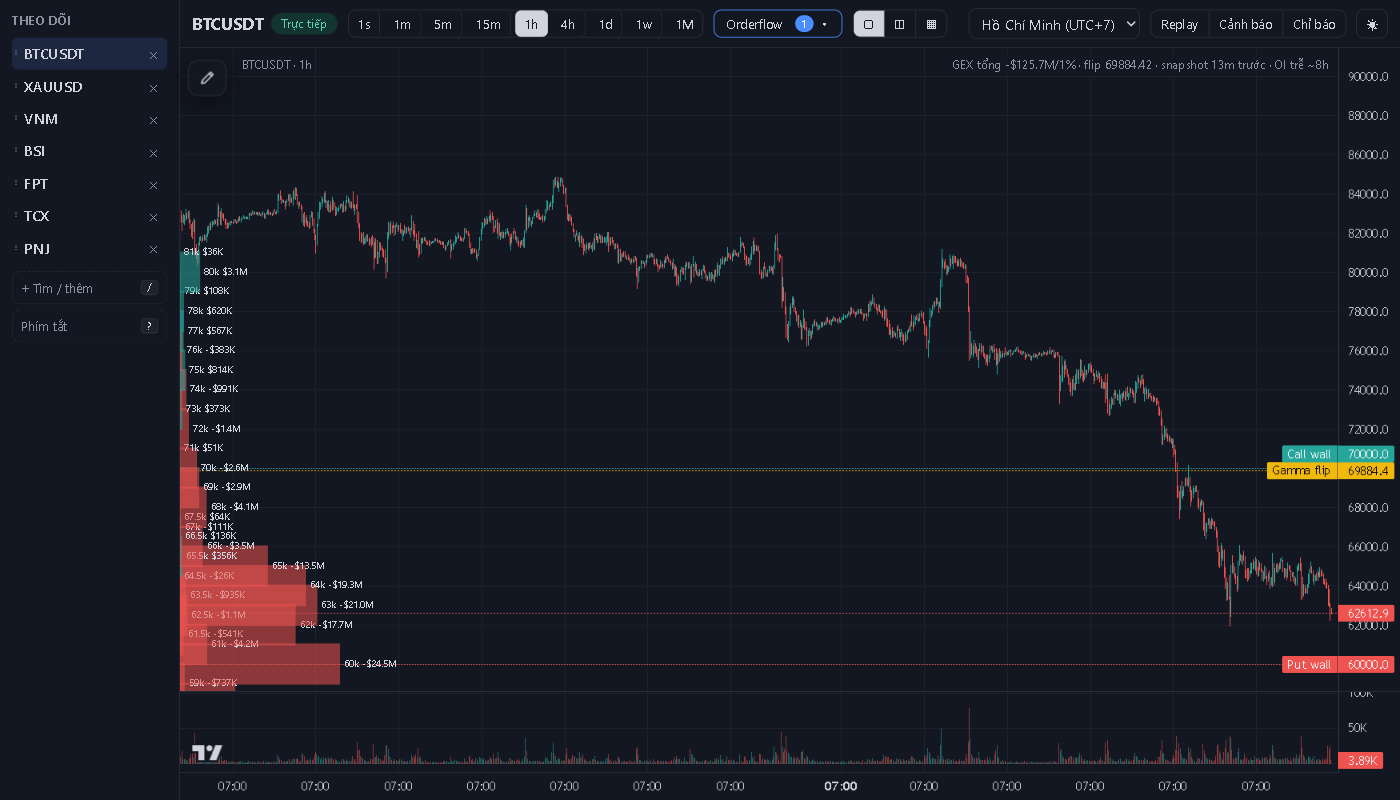 THEO DÕI
BTCUSDT ×
XAUUSD ×
VNM ×
BSI ×
FPT ×
TCX ×
PNJ ×
+ Tìm / thêm /
Phím tắt ?
BTCUSDT Trực tiếp 1s 1m 5m 15m 1h 4h 1d 1w 1M Orderflow 1 Hồ Chí Minh (UTC+7) Replay Cảnh báo Chỉ báo
BTCUSDT · 1h
GEX tổng -$125.7M/1% · flip 69884.42 · snapshot 13m trước · OI trễ ~8h
90000.0
88000.0
86000.0
84000.0
82000.0
80000.0
78000.0
76000.0
74000.0
72000.0
Call wall 70000.0
Gamma flip 69884.4
68000.0
66000.0
64000.0
62612.9
62000.0
Put wall 60000.0
100K
50K
3.89K
81k $36K
80k $3.1M
79k $108K
78k $620K
77k $567K
76k -$383K
75k $814K
74k -$991K
73k $373K
72k -$1.4M
71k $51K
70k -$2.6M
69k -$2.9M
68k -$4.1M
67.5k $64K
67k -$111K
66.5k $136K
66k -$3.5M
65.5k $356K
65k -$13.5M
64.5k -$26K
64k -$19.3M
63.5k -$935K
63k -$21.0M
62.5k -$1.1M
62k -$17.7M
61.5k -$541K
61k -$4.2M
60k -$24.5M
59k -$737K
07:00 07:00 07:00 07:00 07:00 07:00 07:00 07:00 07:00 07:00 07:00 07:00